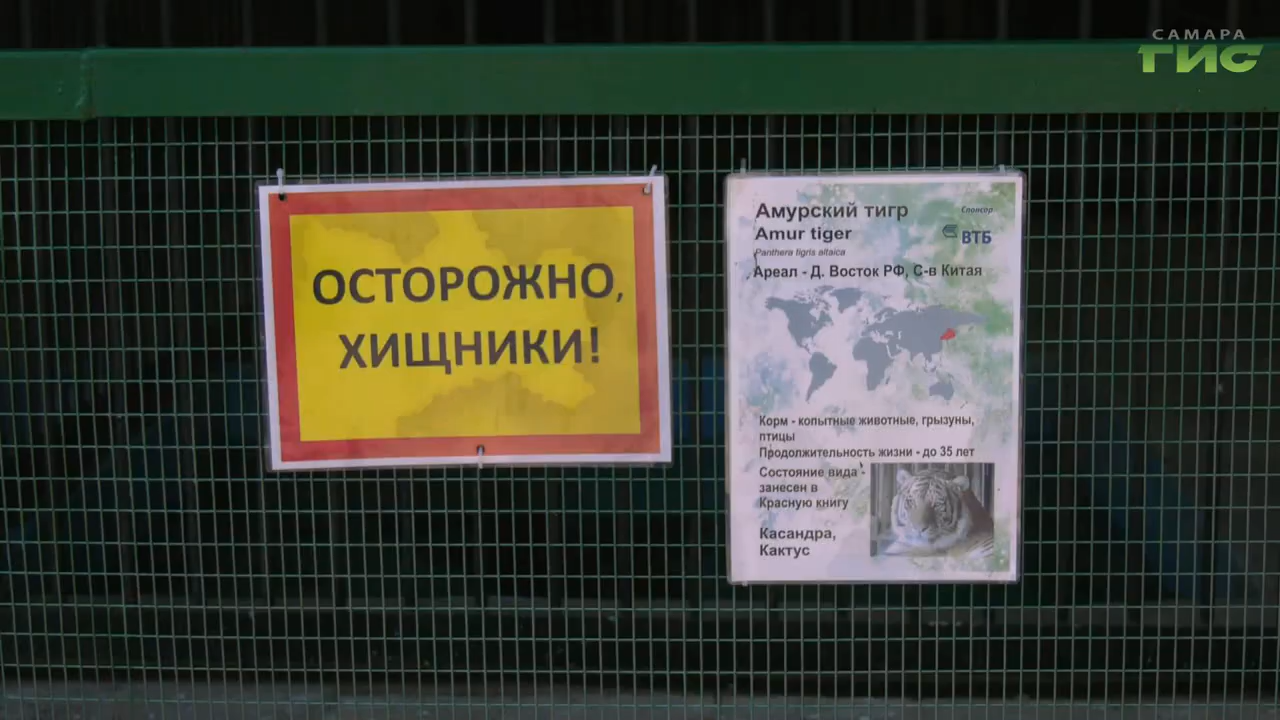 САМАРА
ГИС
ОСТОРОЖНО,
ХИЩНИКИ!
Амурский тигр
Спонсор
Amur tiger
ВТБ
Panthera tigris altaica
Ареал - Д. Восток РФ, С-в Китая
Корм - копытные животные, грызуны,
птицы
Продолжительность жизни - до 35 лет
Состояние вида -
занесен в
Красную книгу
Касандра,
Кактус